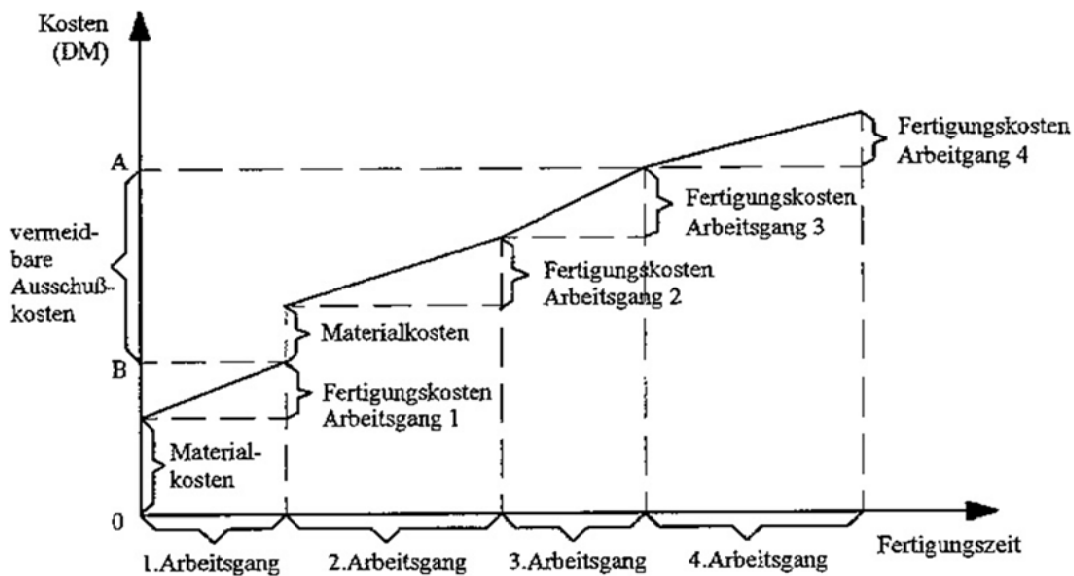 Kosten
(DM)
A
vermeid-
bare
Ausschuß-
kosten
B
0
Material-
kosten
Fertigungskosten
Arbeitsgang 1
Materialkosten
Fertigungskosten
Arbeitsgang 2
Fertigungskosten
Arbeitsgang 3
Fertigungskosten
Arbeitgang 4
1.Arbeitsgang
2.Arbeitsgang
3.Arbeitsgang
4.Arbeitsgang
Fertigungszeit